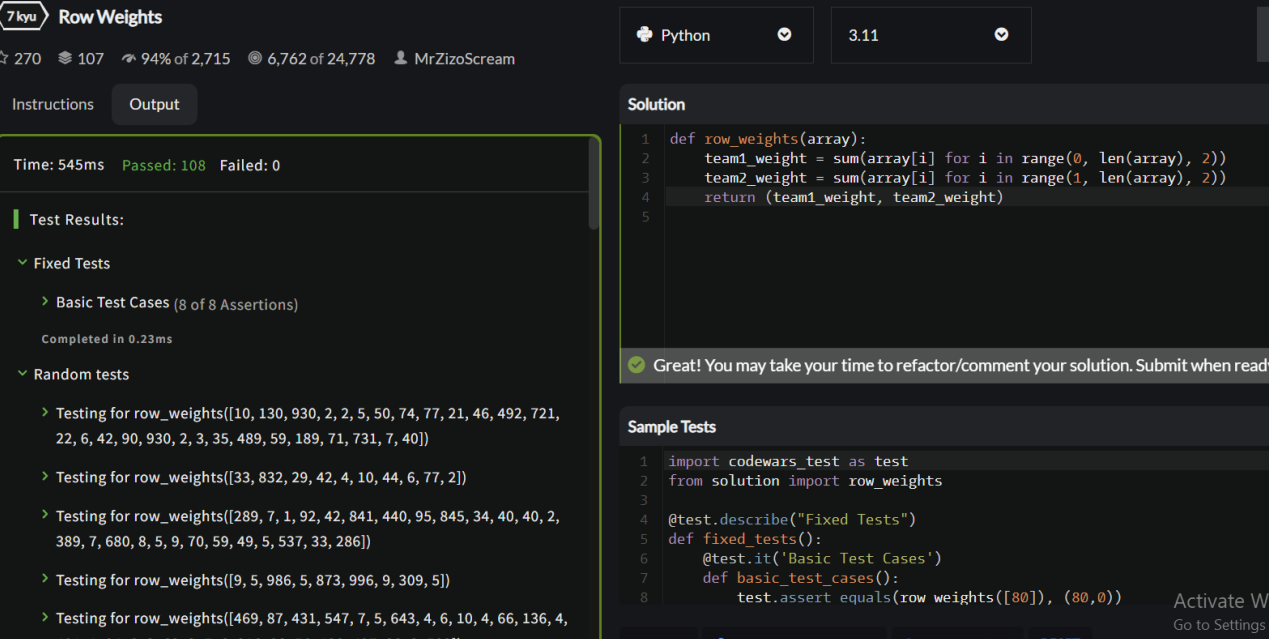 7 kyu Row Weights
270 107 94% of 2,715 6,762 of 24,778 MrZizoScream
Instructions Output
Time: 545ms Passed: 108 Failed: 0
Test Results:
Fixed Tests
Basic Test Cases (8 of 8 Assertions)
Completed in 0.23ms
Random tests
Testing for row_weights([10, 130, 930, 2, 2, 5, 50, 74, 77, 21, 46, 492, 721,
22, 6, 42, 90, 930, 2, 3, 35, 489, 59, 189, 71, 731, 7, 40])
Testing for row_weights([33, 832, 29, 42, 4, 10, 44, 6, 77, 2])
Testing for row_weights([289, 7, 1, 92, 42, 841, 440, 95, 845, 34, 40, 40, 2,
389, 7, 680, 8, 5, 9, 70, 59, 49, 5, 537, 33, 286])
Testing for row_weights([9, 5, 986, 5, 873, 996, 9, 309, 5])
Testing for row_weights([469, 87, 431, 547, 7, 5, 643, 4, 6, 10, 4, 66, 136, 4,
Python 3.11
Solution
1 def row_weights(array):
2 team1_weight = sum(array[i] for i in range(0, len(array), 2))
3 team2_weight = sum(array[i] for i in range(1, len(array), 2))
4 return (team1_weight, team2_weight)
5
Great! You may take your time to refactor/comment your solution. Submit when read
Sample Tests
1 import codewars_test as test
2 from solution import row_weights
3
4 @test.describe("Fixed Tests")
5 def fixed_tests():
6 @test.it('Basic Test Cases')
7 def basic_test_cases():
8 test.assert_equals(row_weights([80]), (80,0))
Activate W
Go to Settings